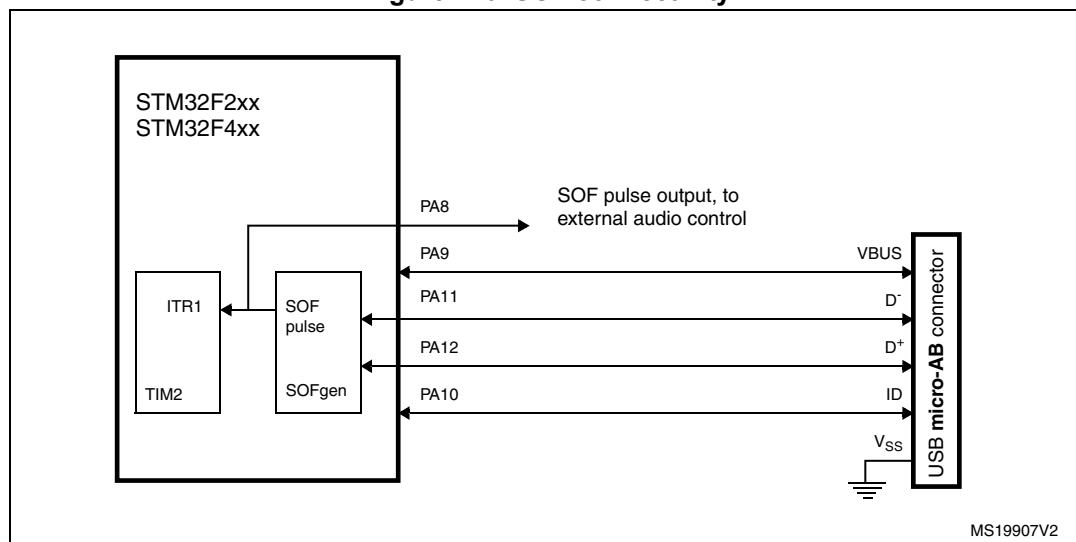 STM32F2xx
STM32F4xx
PA8
SOF pulse output, to
external audio control
PA9
VBUS
ITR1
SOF
pulse
PA11
D-
PA12
D+
TIM2
SOFgen
PA10
ID
VSS
USB micro-AB connector
MS19907V2